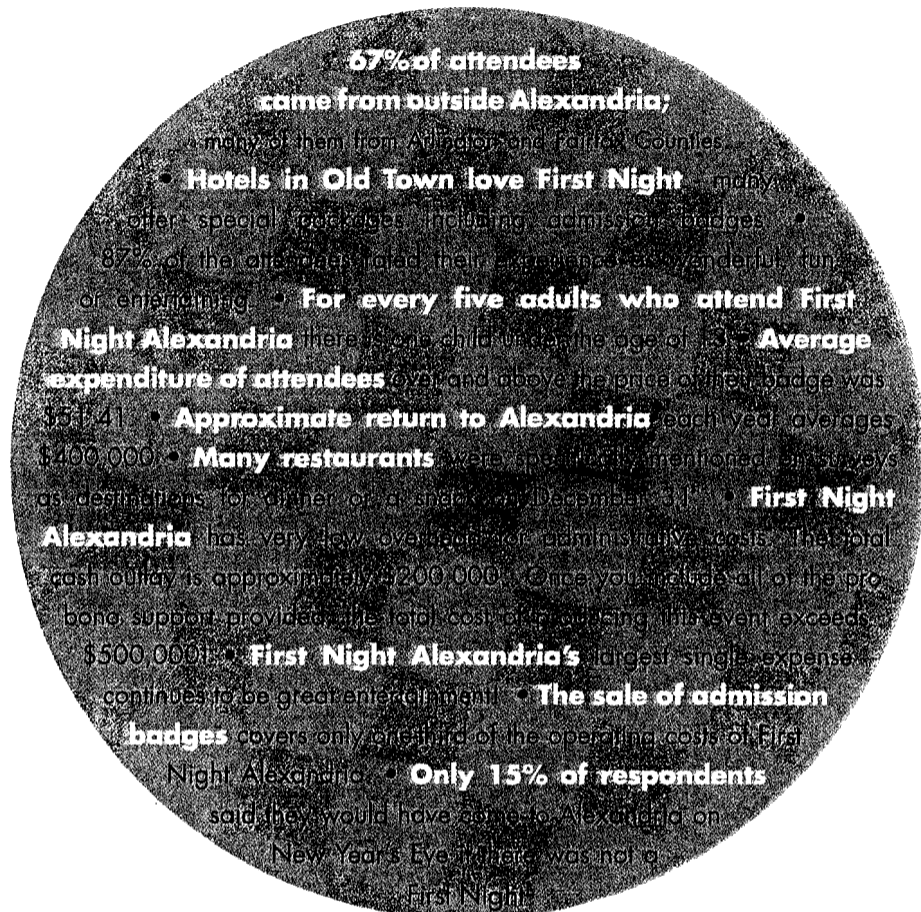 67% of attendees
came from outside Alexandria;
many of them from Arlington and Fairfax Counties
• Hotels in Old Town love First Night many
offer special packages including admission badges •
87% of the attendees rated their experience as wonderful, fun,
or entertaining • For every five adults who attend First
Night Alexandria there is one child under the age of • Average
expenditure of attendees over and above the price of their badge was
$51.41 • Approximate return to Alexandria each year averages
$400,000 • Many restaurants were specifically mentioned in surveys
as destinations for dinner or a snack on December 31 • First Night
Alexandria has very low overhead administrative costs. The total
cash outlay is approximately $200,000. Once you include all of the pro
bono support provided, the total cost of producing this event exceeds
$500,000! • First Night Alexandria's largest single expense
continues to be great entertainment! • The sale of admission
badges covers only one-third of the operating costs of First
Night Alexandria • Only 15% of respondents
said they would have come to Alexandria on
New Year's Eve if there was not a
First Night